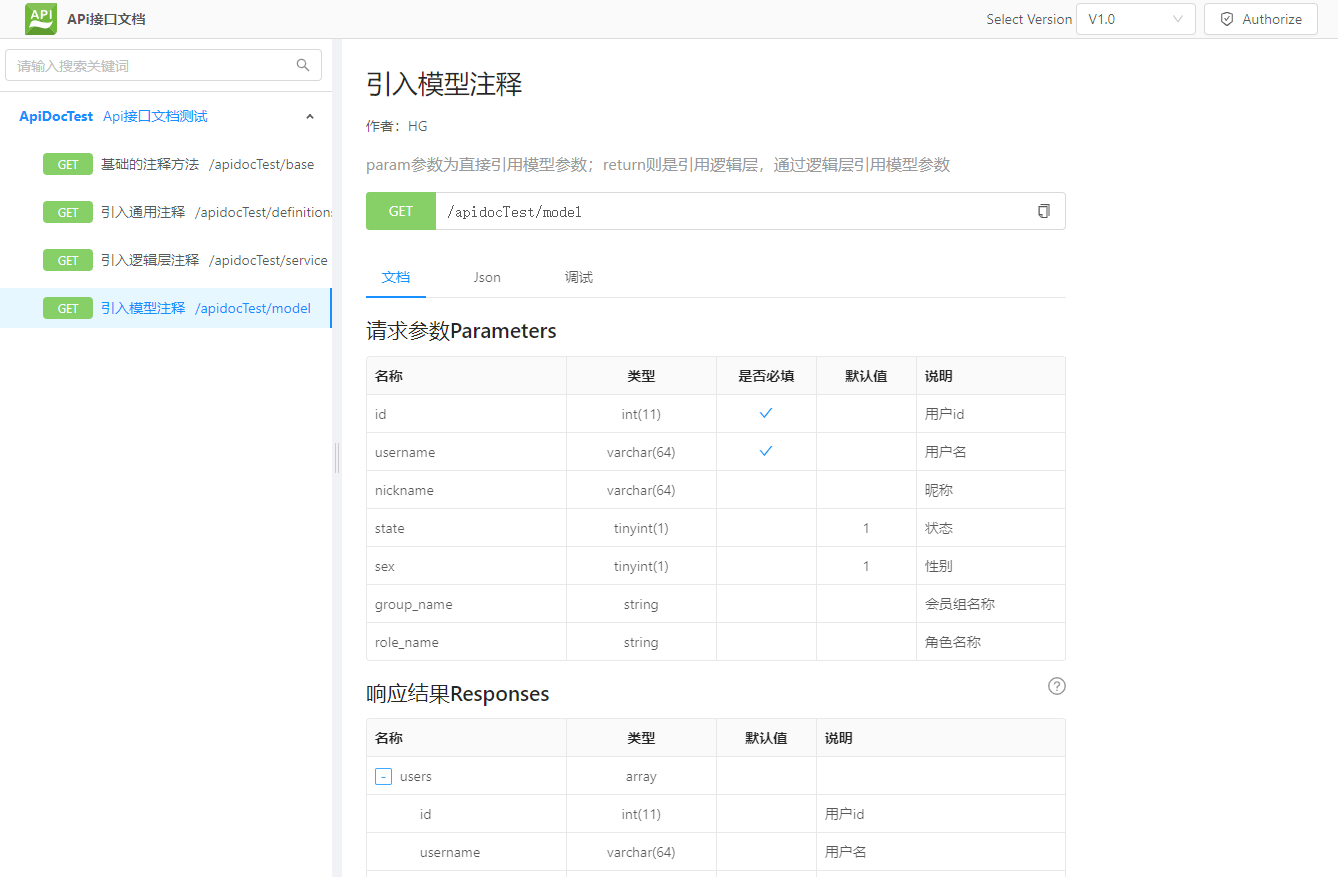 API
APi接口文档
Select Version
V1.0
Authorize
请输入搜索关键词
ApiDocTest Api接口文档测试
GET 基础的注释方法 /apidocTest/base
GET 引入通用注释 /apidocTest/definitions
GET 引入逻辑层注释 /apidocTest/service
GET 引入模型注释 /apidocTest/model
引入模型注释
作者：HG
param参数为直接引用模型参数；return则是引用逻辑层，通过逻辑层引用模型参数
GET /apidocTest/model
文档 Json 调试
请求参数Parameters
名称 类型 是否必填 默认值 说明
id int(11) 用户id
username varchar(64) 用户名
nickname varchar(64) 昵称
state tinyint(1) 1 状态
sex tinyint(1) 1 性别
group_name string 会员组名称
role_name string 角色名称
响应结果Responses
名称 类型 默认值 说明
users array
id int(11) 用户id
username varchar(64) 用户名